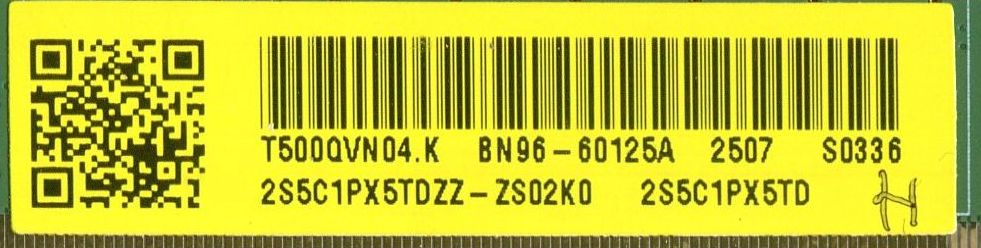 T500QVN04.K BN96-60125A 2507 S0336
2S5C1PX5TDZZ-ZS02K0 2S5C1PX5TD
H